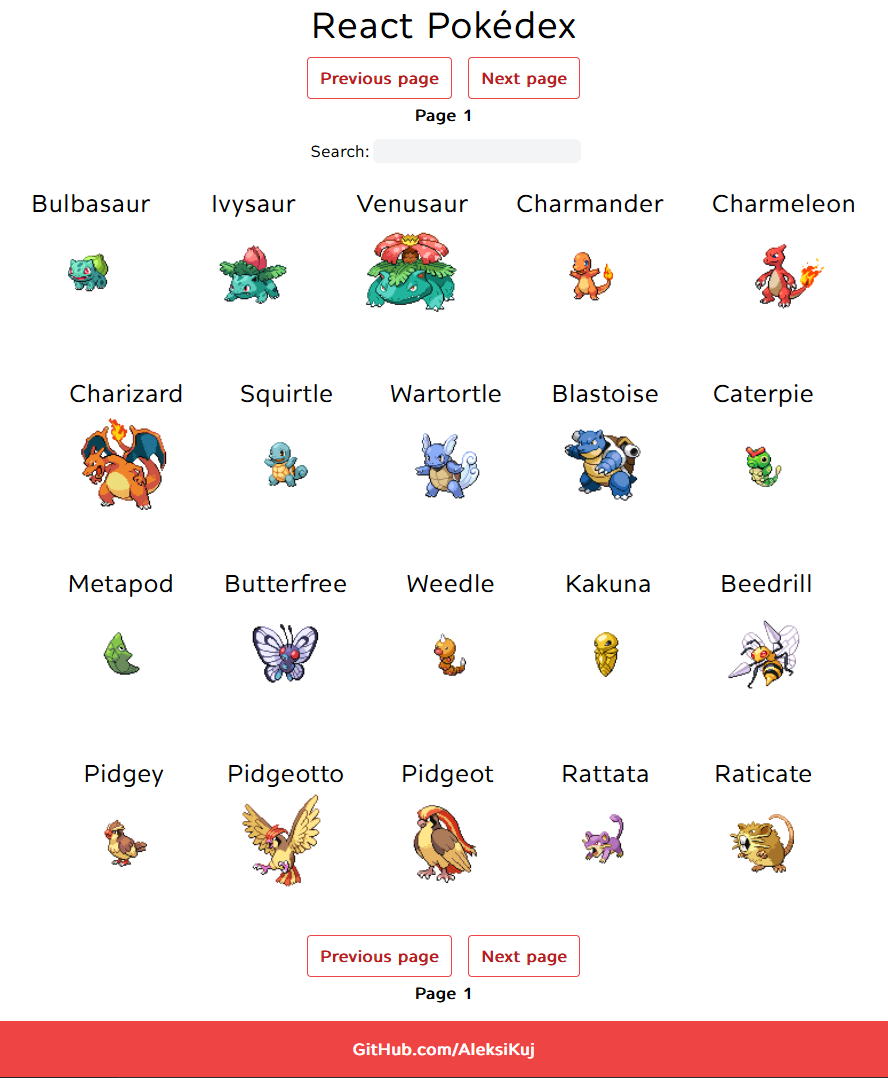 React Pokédex
Previous page Next page
Page 1
Search:
Bulbasaur Ivysaur Venusaur Charmander Charmeleon
Charizard Squirtle Wartortle Blastoise Caterpie
Metapod Butterfree Weedle Kakuna Beedrill
Pidgey Pidgeotto Pidgeot Rattata Raticate
Previous page Next page
Page 1
GitHub.com/AleksiKuj